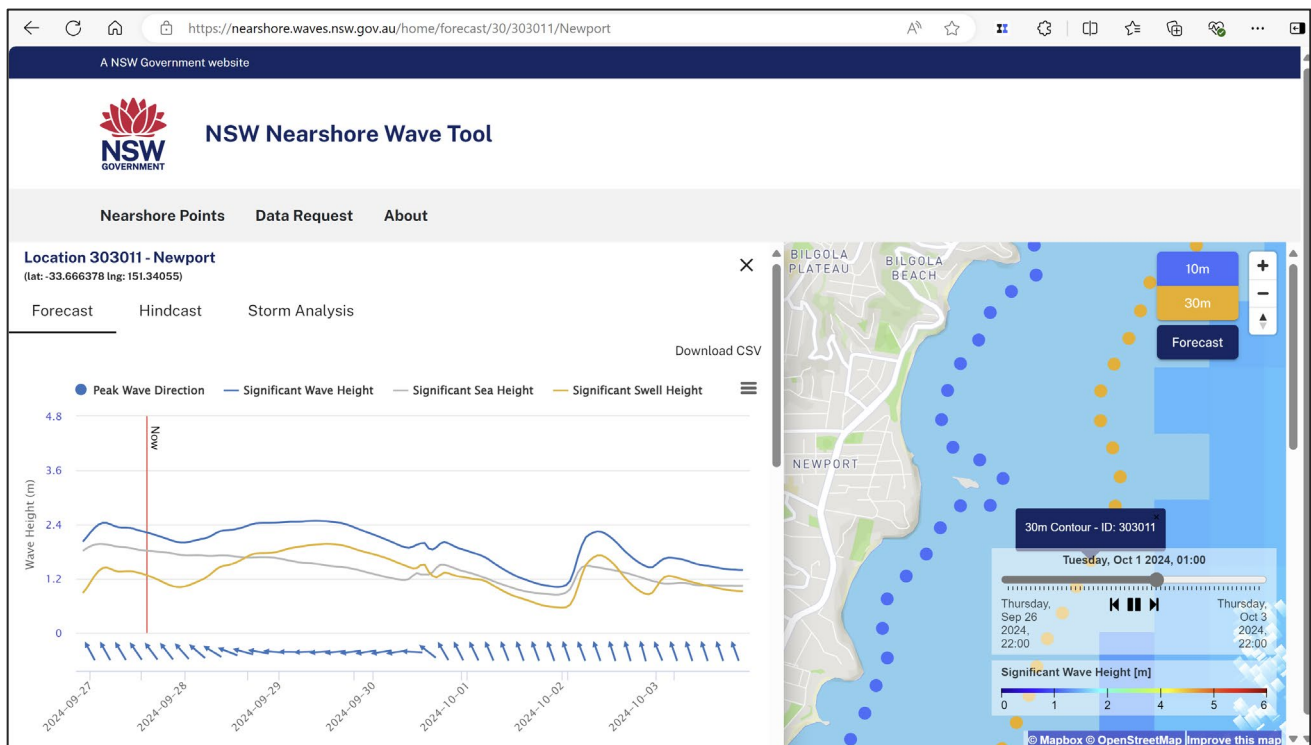 https://nearshore.waves.nsw.gov.au/home/forecast/30/303011/Newport
A NSW Government website
NSW
GOVERNMENT
NSW Nearshore Wave Tool
Nearshore Points Data Request About
Location 303011 - Newport
(lat: -33.666378 lng: 151.34055)
Forecast Hindcast Storm Analysis
Download CSV
Peak Wave Direction Significant Wave Height Significant Sea Height Significant Swell Height
Wave Height (m)
4.8
3.6
2.4
1.2
0
Now
2024-09-27 2024-09-28 2024-09-29 2024-09-30 2024-10-01 2024-10-02 2024-10-03
BILGOLA
PLATEAU
BILGOLA
BEACH
NEWPORT
10m
30m
Forecast
30m Contour - ID: 303011
Tuesday, Oct 1 2024, 01:00
Thursday,
Sep 26
2024,
22:00
Thursday,
Oct 3
2024,
22:00
Significant Wave Height [m]
0 1 2 4 5 6
© Mapbox © OpenStreetMap Improve this map